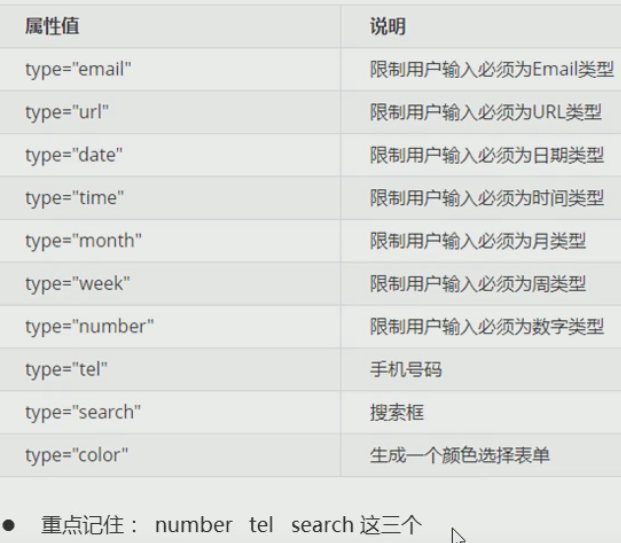 属性值 说明
type="email" 限制用户输入必须为Email类型
type="url" 限制用户输入必须为URL类型
type="date" 限制用户输入必须为日期类型
type="time" 限制用户输入必须为时间类型
type="month" 限制用户输入必须为月类型
type="week" 限制用户输入必须为周类型
type="number" 限制用户输入必须为数字类型
type="tel" 手机号码
type="search" 搜索框
type="color" 生成一个颜色选择表单
● 重点记住： number tel search 这三个